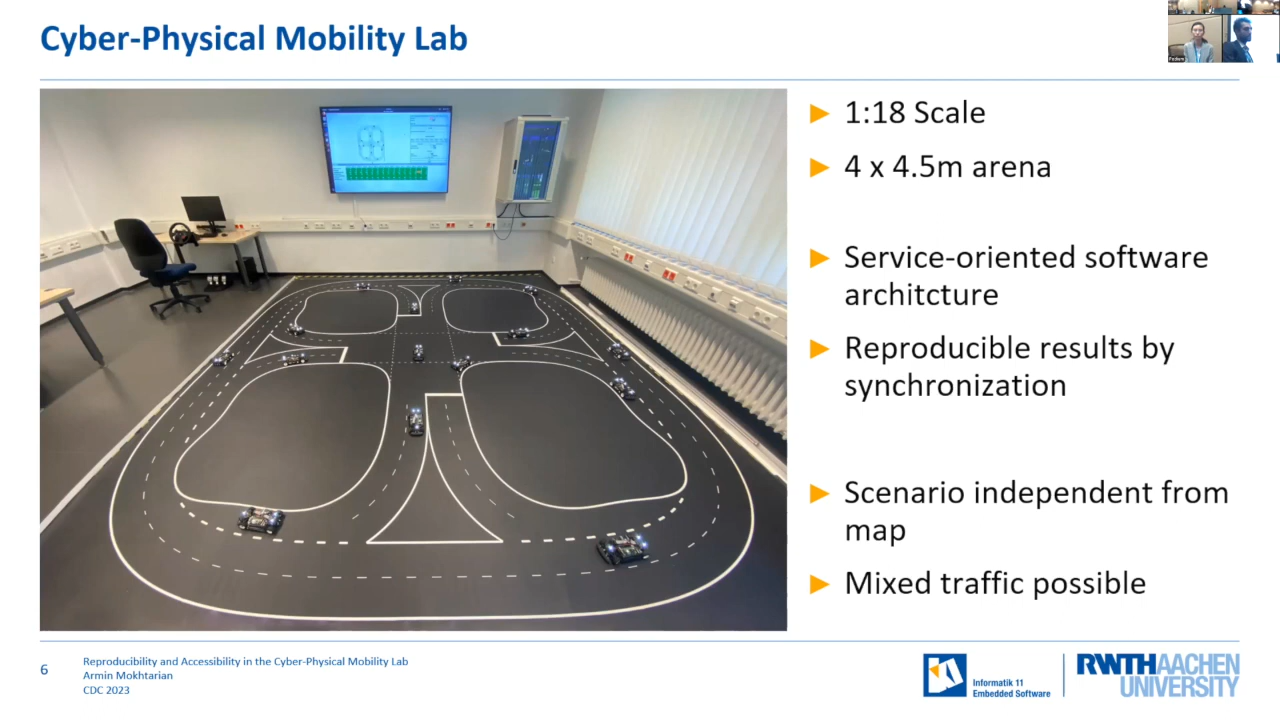 Cyber-Physical Mobility Lab
1:18 Scale
4 x 4.5m arena
Service-oriented software
architcture
Reproducible results by
synchronization
Scenario independent from
map
Mixed traffic possible
6
Reproducibility and Accessibility in the Cyber-Physical Mobility Lab
Armin Mokhtarian
CDC 2023
Informatik 11
Embedded Software
RWTHAACHEN
UNIVERSITY